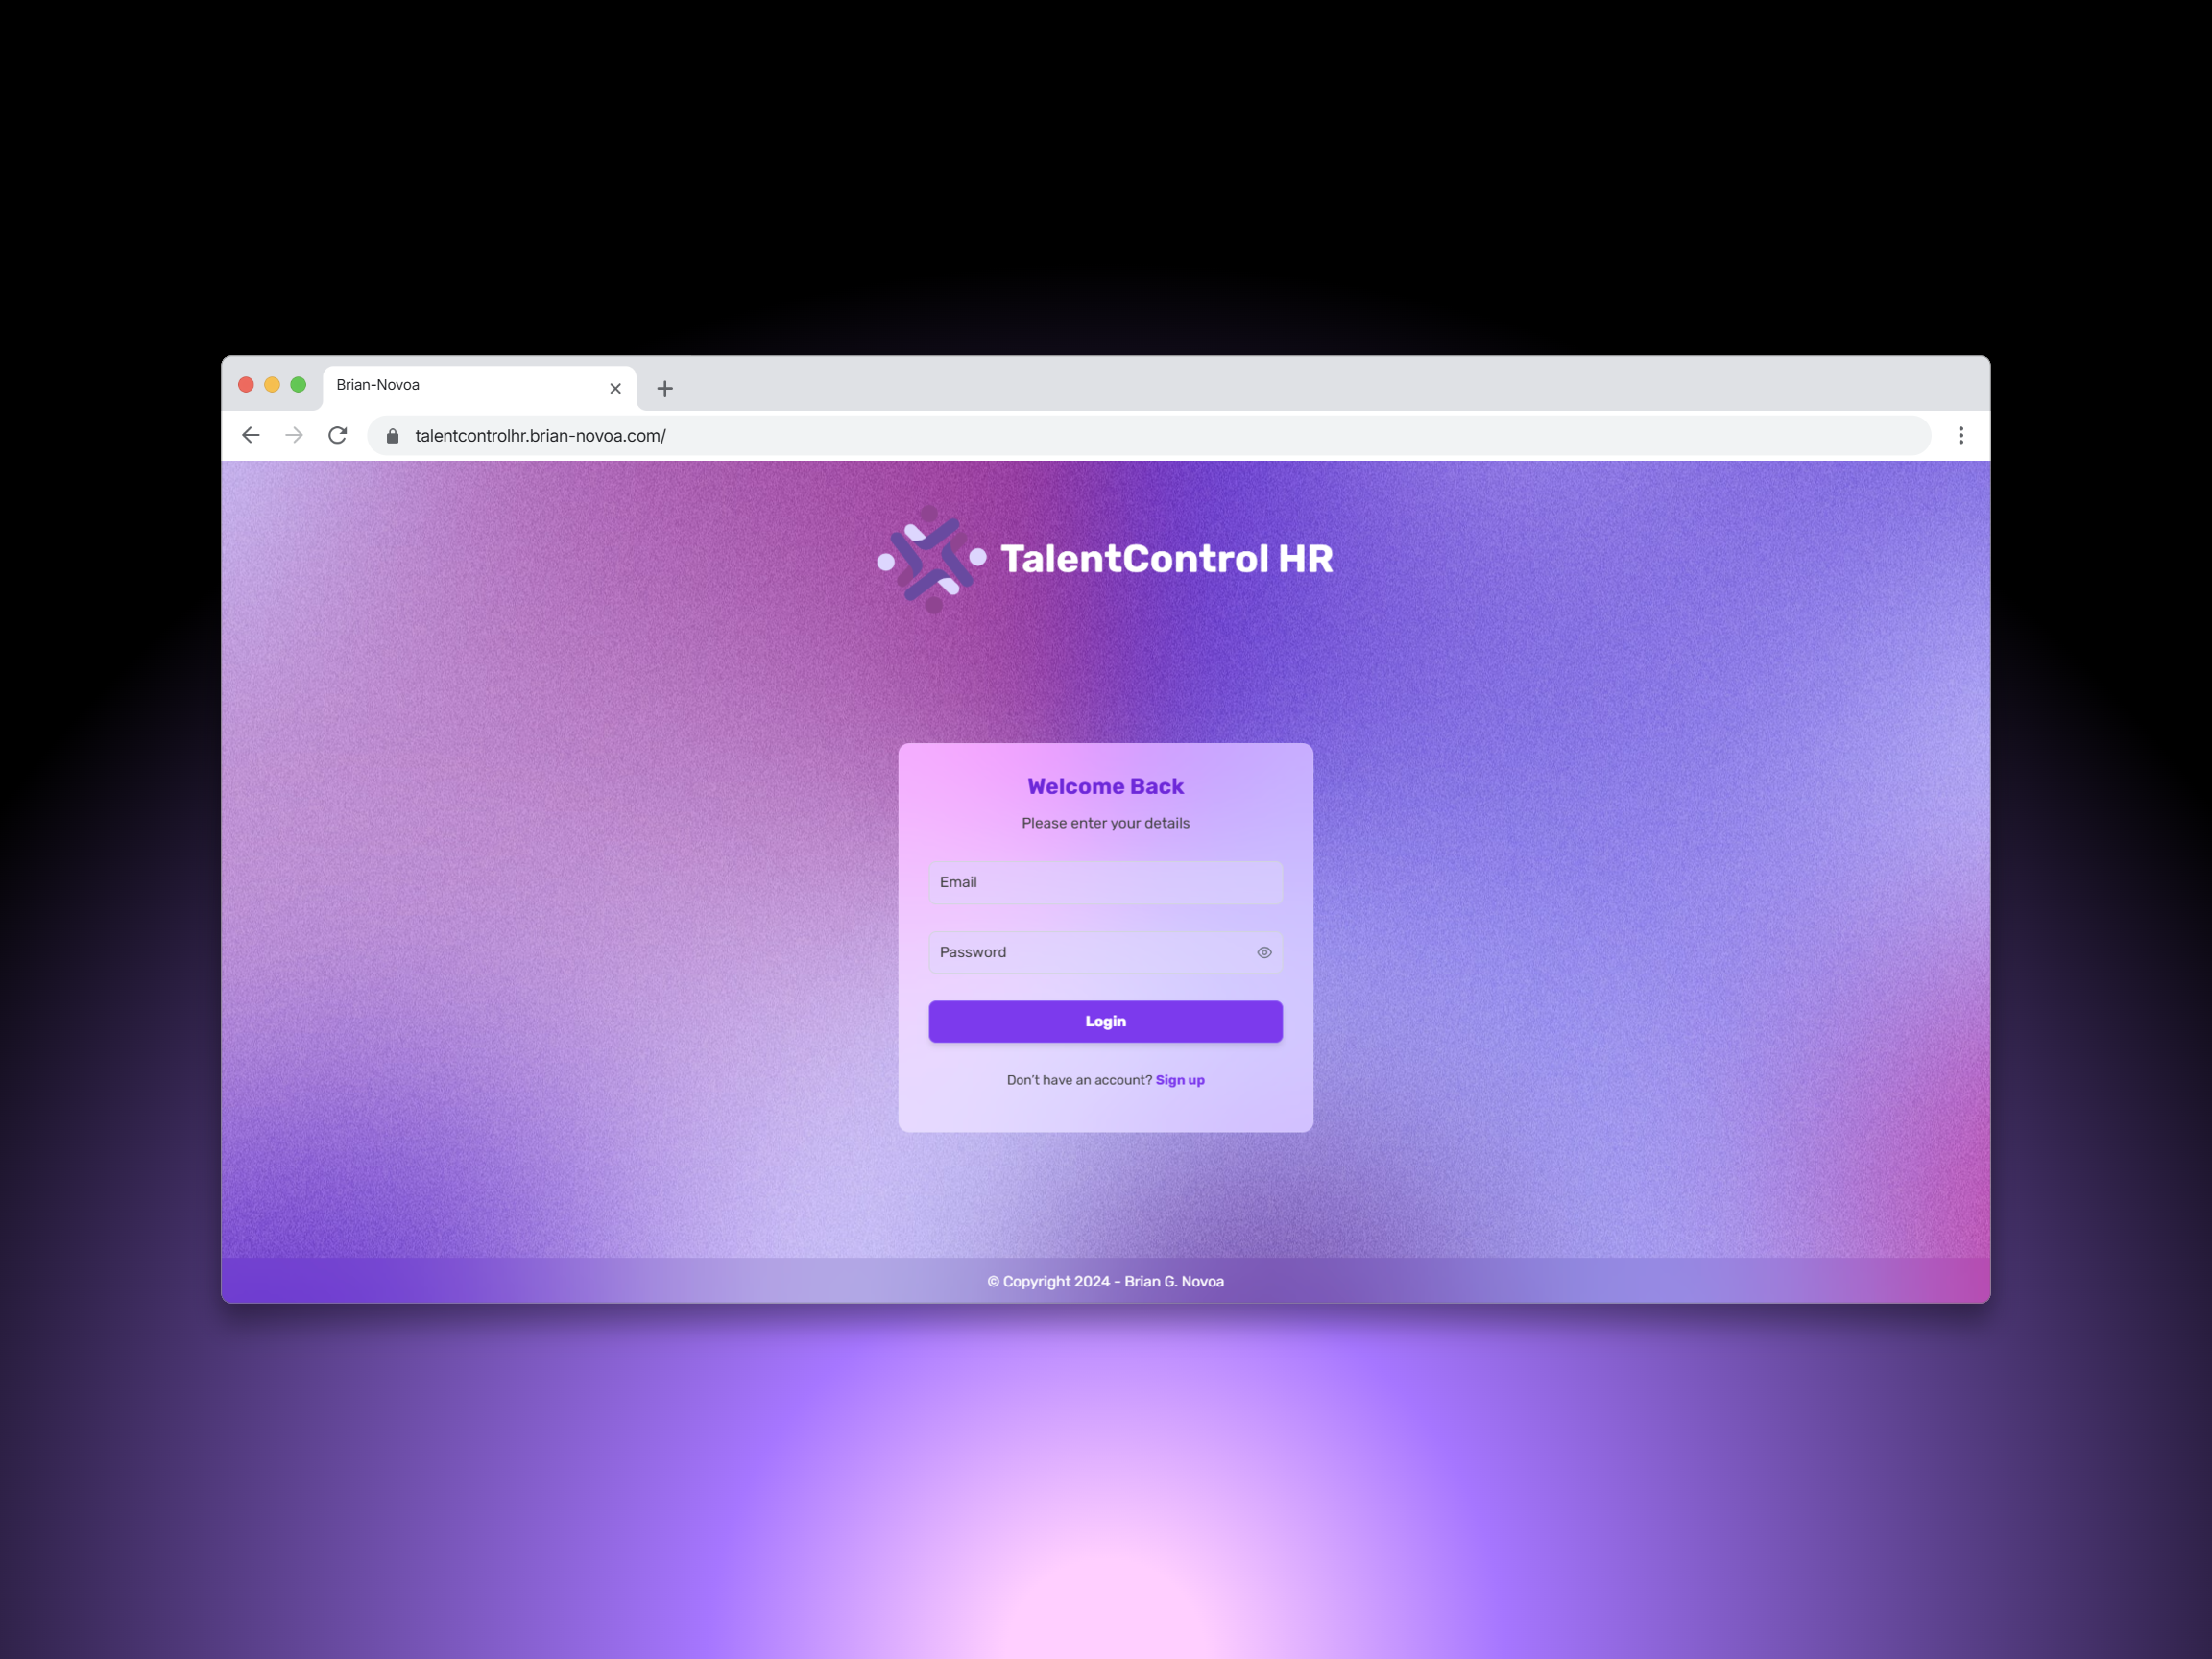 Brian-Novoa
talentcontrolhr.brian-novoa.com/
TalentControl HR
Welcome Back
Please enter your details
Email
Password
Login
Don't have an account? Sign up
© Copyright 2024 - Brian G. Novoa